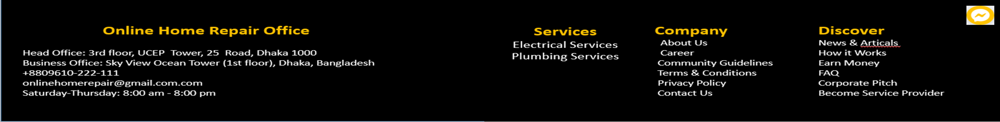 Online Home Repair Office
Head Office: 3rd floor, UCEP Tower, 25 Road, Dhaka 1000
Business Office: Sky View Ocean Tower (1st floor), Dhaka, Bangladesh
+8809610-222-111
onlinehomerepair@gmail.com.com
Saturday-Thursday: 8:00 am - 8:00 pm
Services
Electrical Services
Plumbing Services
Company
About Us
Career
Community Guidelines
Terms & Conditions
Privacy Policy
Contact Us
Discover
News & Articals
How it Works
Earn Money
FAQ
Corporate Pitch
Become Service Provider